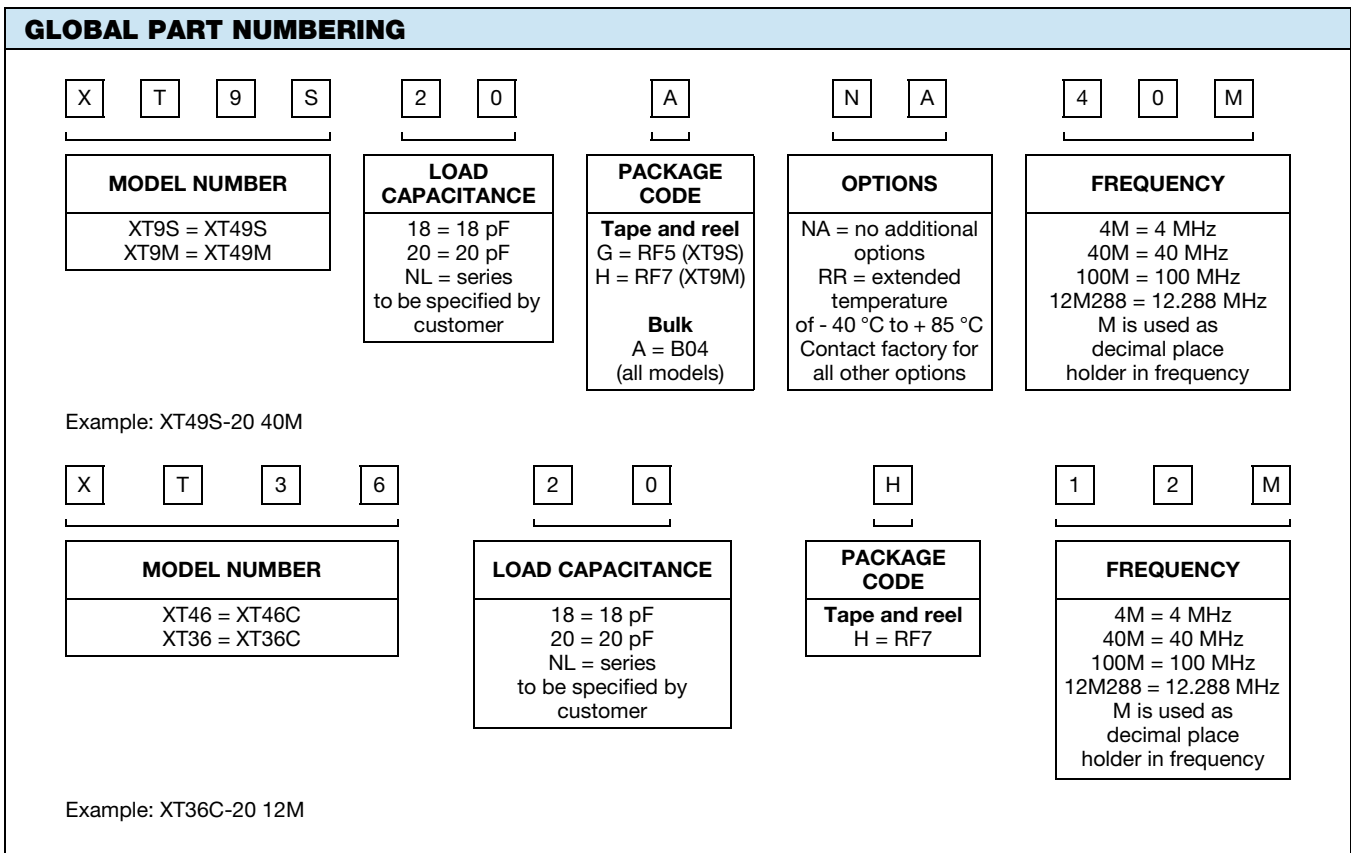 GLOBAL PART NUMBERING
X T 9 S 2 0 A N A 4 0 M
MODEL NUMBER
XT9S = XT49S
XT9M = XT49M
LOAD
CAPACITANCE
18 = 18 pF
20 = 20 pF
NL = series
to be specified by
customer
PACKAGE
CODE
Tape and reel
G = RF5 (XT9S)
H = RF7 (XT9M)
Bulk
A = B04
(all models)
OPTIONS
NA = no additional
options
RR = extended
temperature
of - 40 °C to + 85 °C
Contact factory for
all other options
FREQUENCY
4M = 4 MHz
40M = 40 MHz
100M = 100 MHz
12M288 = 12.288 MHz
M is used as
decimal place
holder in frequency
Example: XT49S-20 40M
X T 3 6 2 0 H 1 2 M
MODEL NUMBER
XT46 = XT46C
XT36 = XT36C
LOAD CAPACITANCE
18 = 18 pF
20 = 20 pF
NL = series
to be specified by
customer
PACKAGE
CODE
Tape and reel
H = RF7
FREQUENCY
4M = 4 MHz
40M = 40 MHz
100M = 100 MHz
12M288 = 12.288 MHz
M is used as
decimal place
holder in frequency
Example: XT36C-20 12M